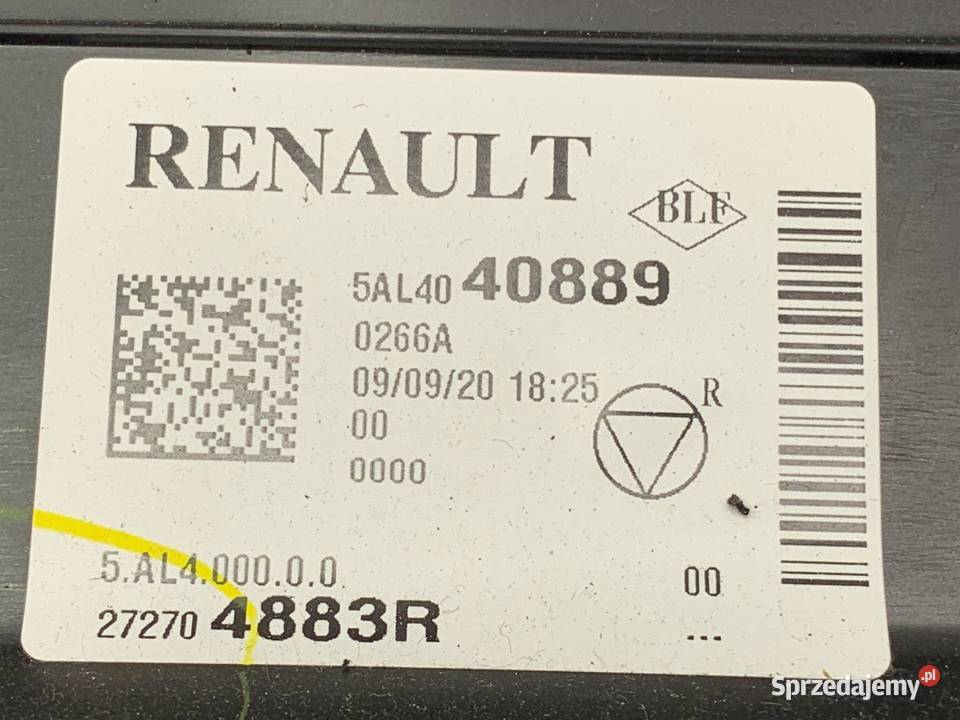 RENAULT
BLF
5AL40 40889
0266A
09/09/20 18:25
R
00
0000
5.AL4.000.0.0
00
27270 4883R
...
Sprzedajemy.pl